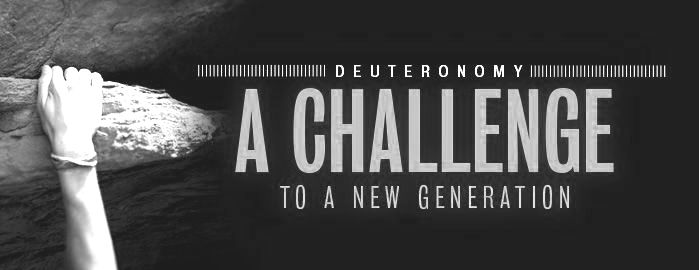 DEUTERONOMY
A CHALLENGE
TO A NEW GENERATION